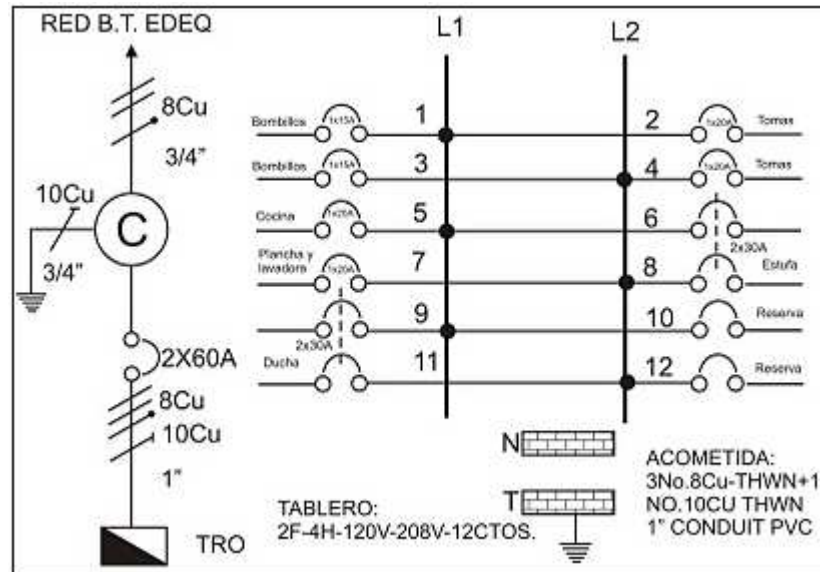 RED B.T. EDEQ
8Cu
3/4"
10Cu
C
3/4"
2X60A
8Cu
10Cu
1"
TRO
L1
L2
Bombillos
1x15A
1
2
1x20A
Tomas
Bombillos
1x15A
3
4
1x20A
Tomas
Cocina
1x20A
5
6
2x30A
Plancha y
lavadora
1x20A
7
8
Estufa
9
10
Reserva
2x30A
Ducha
11
12
Reserva
N
T
TABLERO:
2F-4H-120V-208V-12CTOS.
ACOMETIDA:
3No.8Cu-THWN+1
NO.10CU THWN
1" CONDUIT PVC